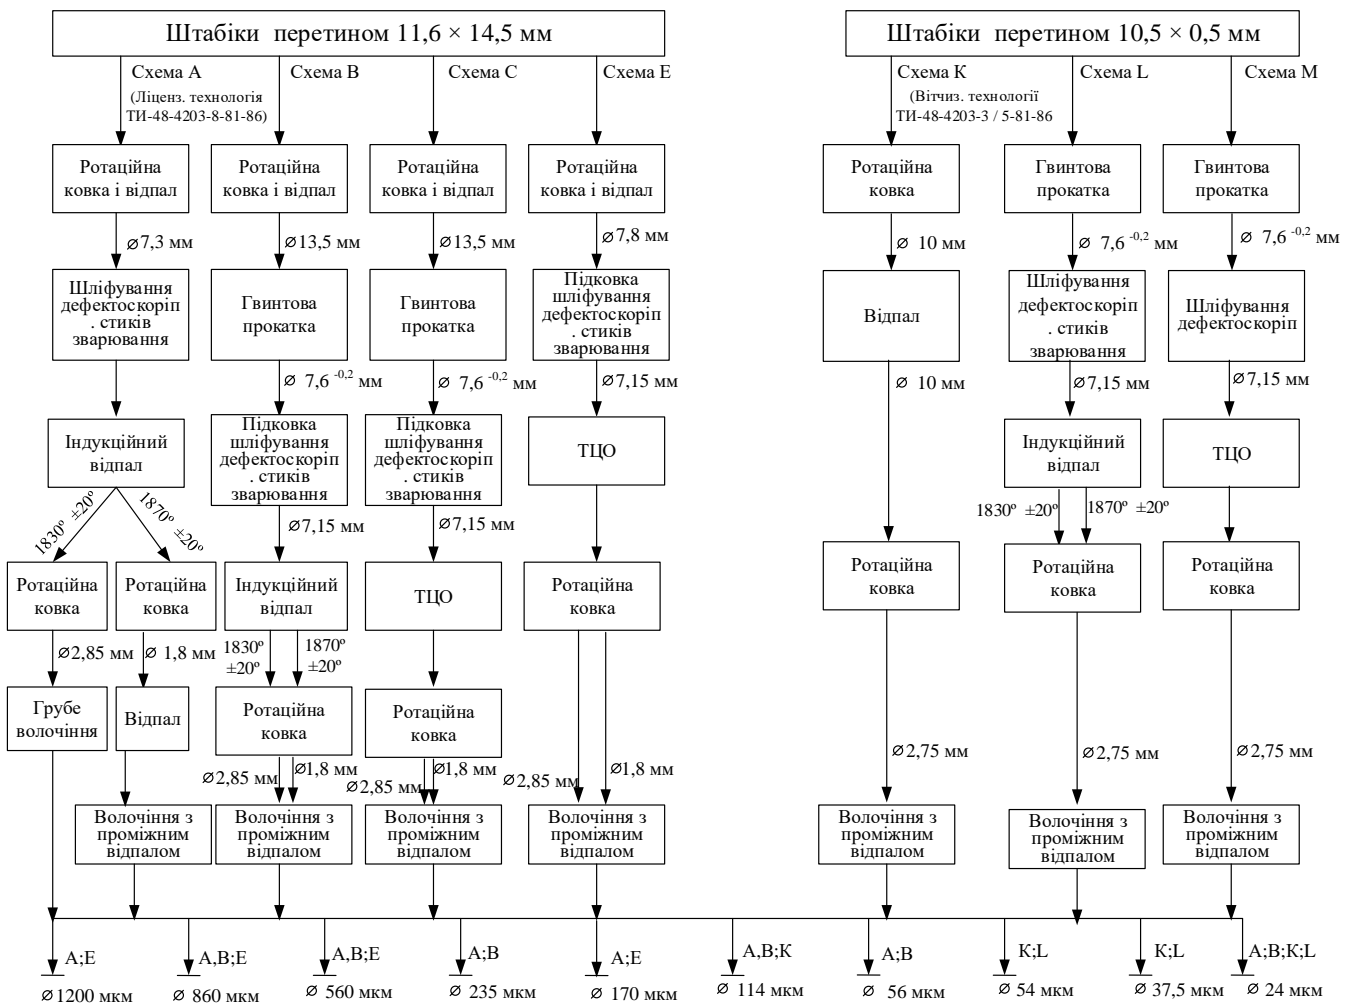 Штабіки перетином 11,6 × 14,5 мм
Штабіки перетином 10,5 × 0,5 мм
Схема А
Схема В
Схема С
Схема Е
Схема К
Схема L
Схема М
(Ліценз. технологія
ТИ-48-4203-8-81-86)
(Вітчиз. технології
ТИ-48-4203-3 / 5-81-86
Ротаційна
ковка і відпал
Ротаційна
ковка і відпал
Ротаційна
ковка і відпал
Ротаційна
ковка і відпал
Ротаційна
ковка
Гвинтова
прокатка
Гвинтова
прокатка
⌀7,3 мм
⌀13,5 мм
⌀13,5 мм
⌀7,8 мм
⌀ 10 мм
⌀ 7,6 -0,2 мм
⌀ 7,6 -0,2 мм
Шліфування
дефектоскоріп
. стиків
зварювання
Гвинтова
прокатка
Гвинтова
прокатка
Підковка
шліфування
дефектоскоріп
. стиків
зварювання
Відпал
Шліфування
дефектоскоріп
. стиків
зварювання
Шліфування
дефектоскоріп
⌀ 7,6 -0,2 мм
⌀ 7,6 -0,2 мм
⌀7,15 мм
⌀ 10 мм
⌀7,15 мм
⌀7,15 мм
Індукційний
відпал
Підковка
шліфування
дефектоскоріп
. стиків
зварювання
Підковка
шліфування
дефектоскоріп
. стиків
зварювання
ТЦО
Індукційний
відпал
ТЦО
1830º ±20º
1870º ±20º
⌀7,15 мм
⌀7,15 мм
1830º ±20º
1870º ±20º
Ротаційна
ковка
Ротаційна
ковка
Індукційний
відпал
ТЦО
Ротаційна
ковка
Ротаційна
ковка
Ротаційна
ковка
Ротаційна
ковка
⌀2,85 мм
⌀ 1,8 мм
1830º
±20º
1870º
±20º
Грубе
волочіння
Відпал
Ротаційна
ковка
Ротаційна
ковка
⌀2,85 мм
⌀1,8 мм
⌀2,85 мм
⌀1,8 мм
⌀2,85 мм
⌀1,8 мм
⌀2,75 мм
⌀2,75 мм
⌀2,75 мм
Волочіння з
проміжним
відпалом
Волочіння з
проміжним
відпалом
Волочіння з
проміжним
відпалом
Волочіння з
проміжним
відпалом
Волочіння з
проміжним
відпалом
Волочіння з
проміжним
відпалом
Волочіння з
проміжним
відпалом
А;Е
А,В;Е
А,В;Е
А;В
А;Е
А,В;К
А;В
К;L
К;L
А;В;К;L
⌀1200 мкм
⌀ 860 мкм
⌀ 560 мкм
⌀ 235 мкм
⌀ 170 мкм
⌀ 114 мкм
⌀ 56 мкм
⌀ 54 мкм
⌀ 37,5 мкм
⌀ 24 мкм